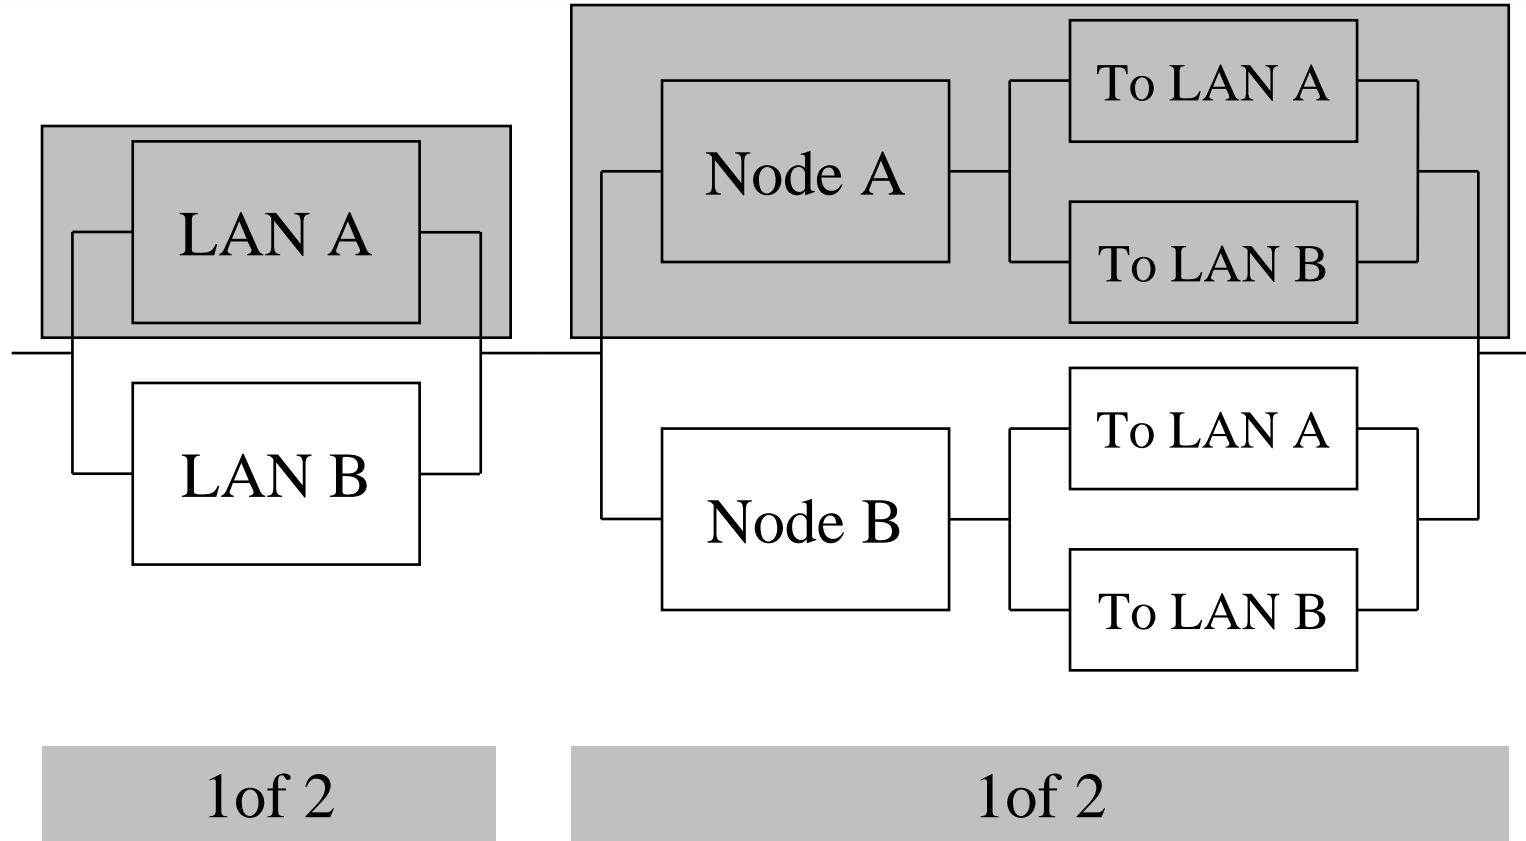 LAN A
LAN B
Node A
To LAN A
To LAN B
Node B
To LAN A
To LAN B
1of 2
1of 2